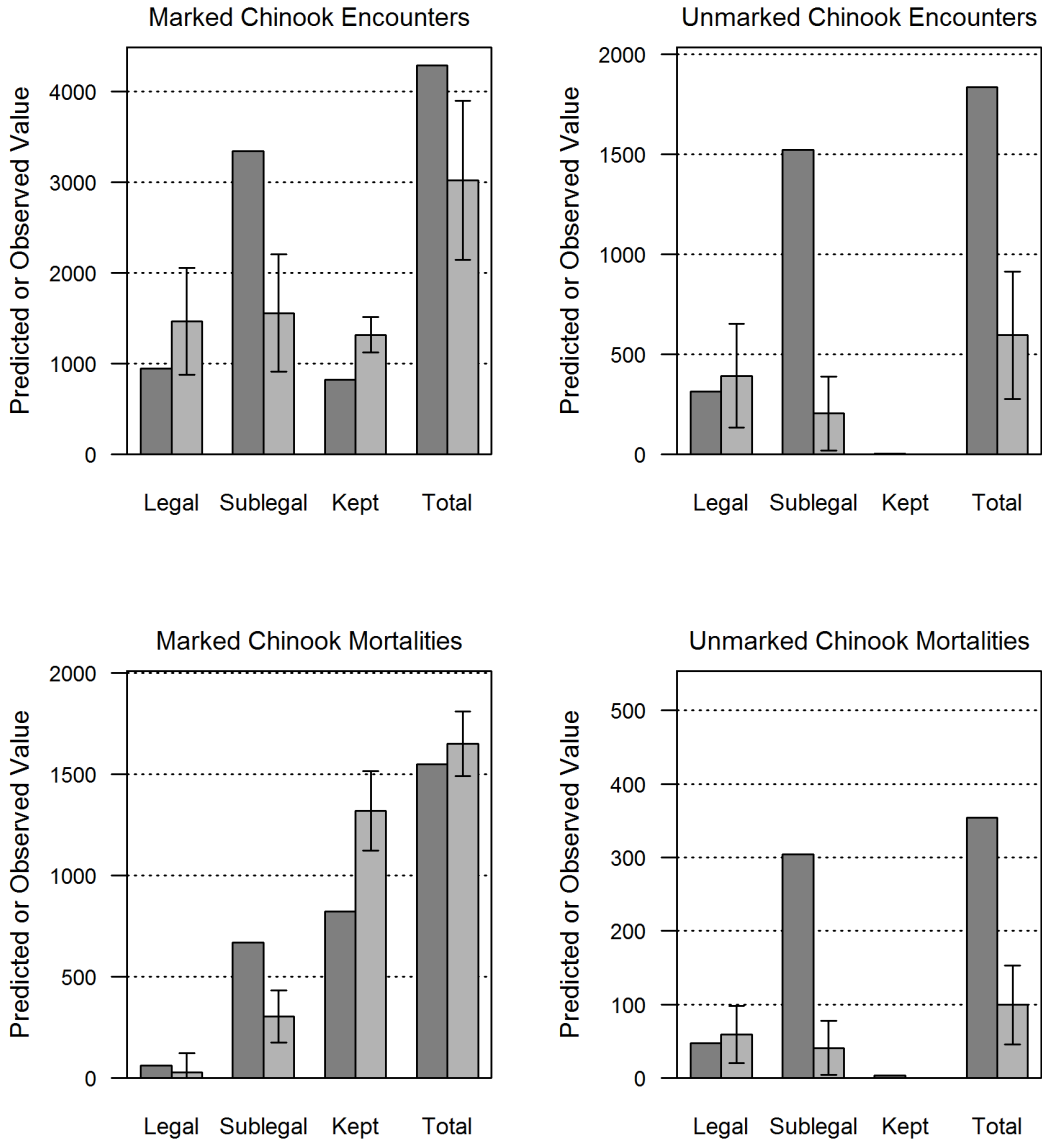 Marked Chinook Encounters
Predicted or Observed Value
4000
3000
2000
1000
0
Legal Sublegal Kept Total
Unmarked Chinook Encounters
Predicted or Observed Value
2000
1500
1000
500
0
Legal Sublegal Kept Total
Marked Chinook Mortalities
Predicted or Observed Value
2000
1500
1000
500
0
Legal Sublegal Kept Total
Unmarked Chinook Mortalities
Predicted or Observed Value
500
400
300
200
100
0
Legal Sublegal Kept Total